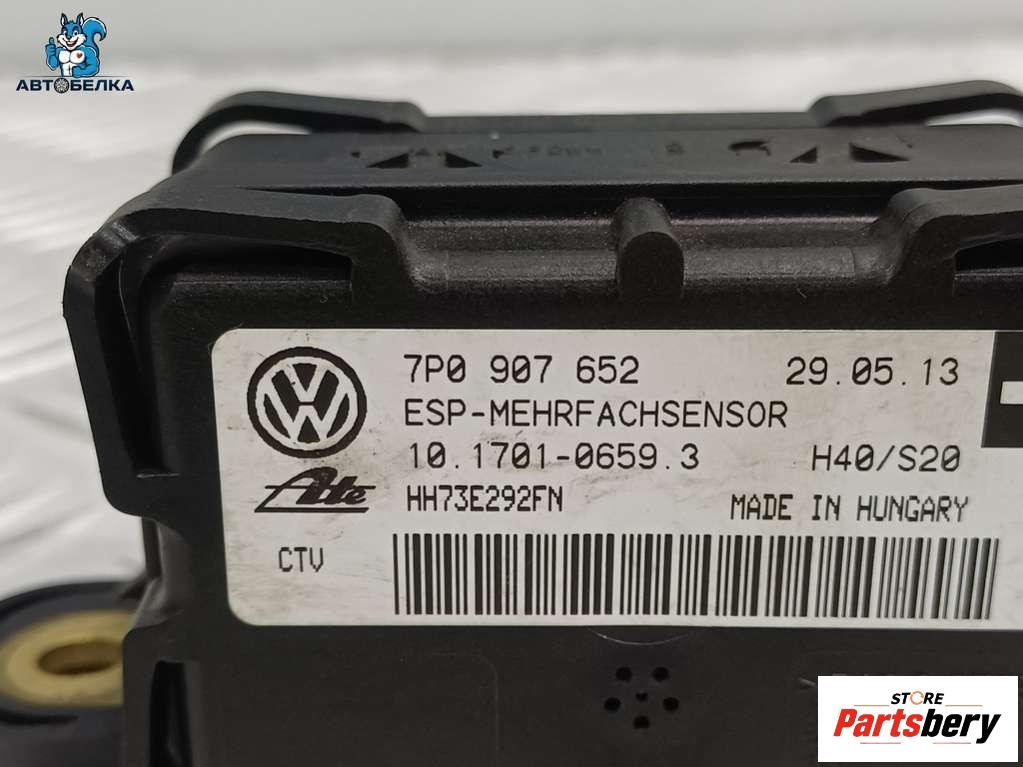 АВТОБЕЛКА
7P0 907 652 29.05.13
ESP-MEHRFACHSENSOR
10.1701-0659.3 H40/S20
Ate HH73E292FN MADE IN HUNGARY
CTV
STORE
Partsbery